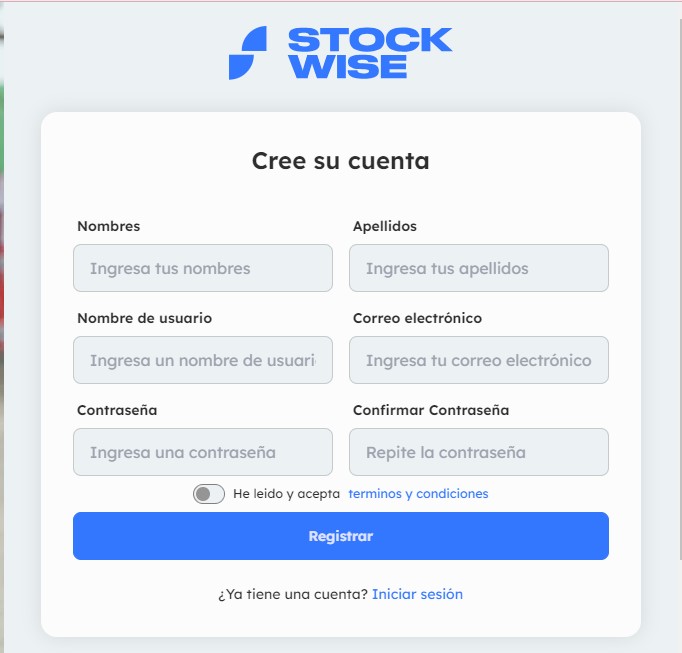 STOCK
WISE
Cree su cuenta
Nombres
Apellidos
Ingresa tus nombres
Ingresa tus apellidos
Nombre de usuario
Correo electrónico
Ingresa un nombre de usuari
Ingresa tu correo electrónico
Contraseña
Confirmar Contraseña
Ingresa una contraseña
Repite la contraseña
He leido y acepta terminos y condiciones
Registrar
¿Ya tiene una cuenta? Iniciar sesión